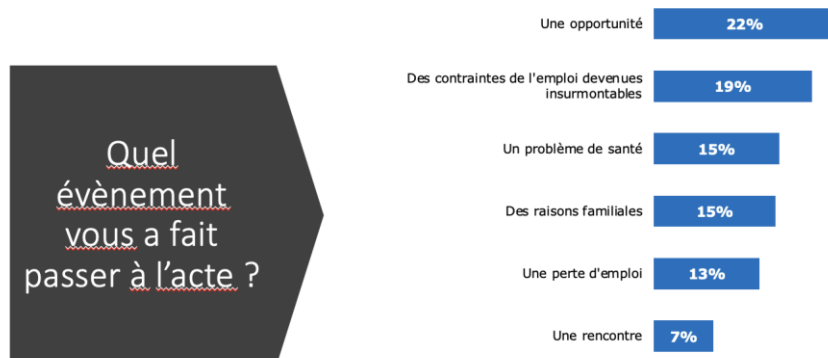 Quel
évènement
vous a fait
passer à l’acte ?
Une opportunité
22%
Des contraintes de l'emploi devenues
insurmontables
19%
Un problème de santé
15%
Des raisons familiales
15%
Une perte d'emploi
13%
Une rencontre
7%